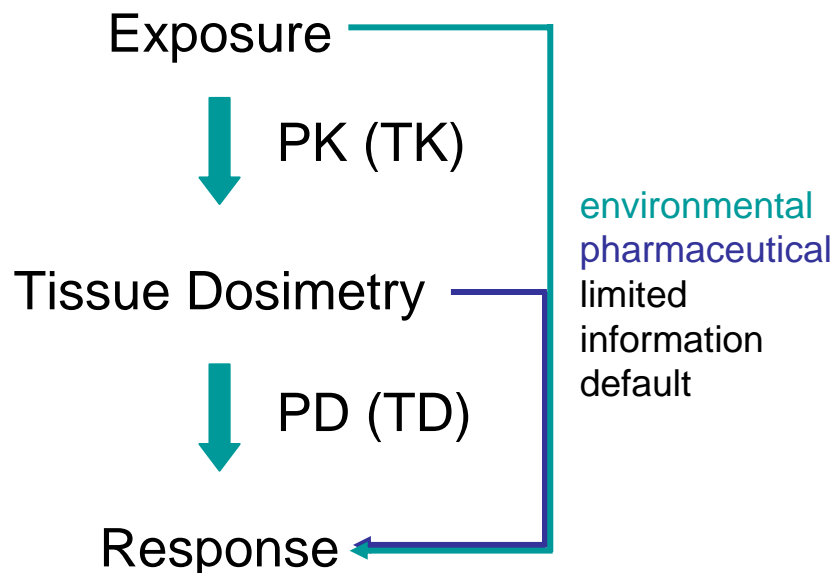 Exposure
PK (TK)
Tissue Dosimetry
PD (TD)
Response
environmental
pharmaceutical
limited
information
default